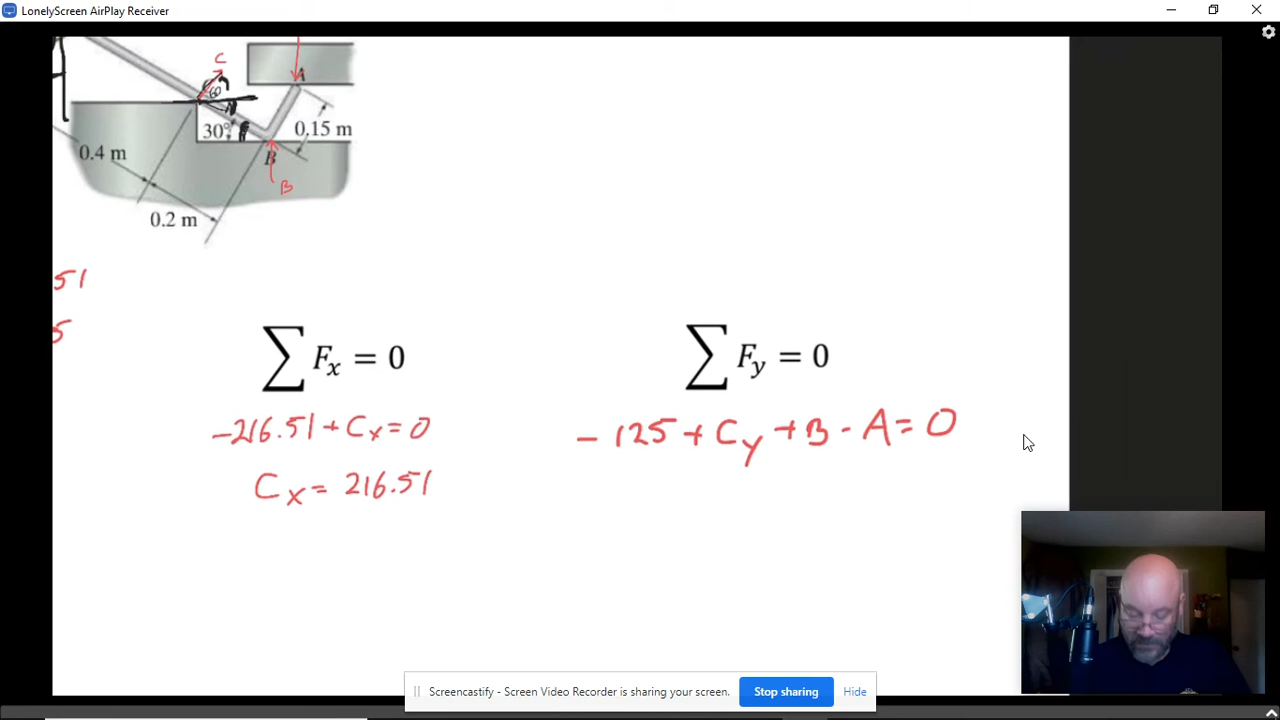 LonelyScreen AirPlay Receiver
C
A
60
30°
0.15 m
B
0.4 m
B
0.2 m
51
5
∑ Fx = 0
∑ Fy = 0
-216.51 + Cx = 0
- 125 + Cy + B - A = 0
Cx = 216.51
Screencastify - Screen Video Recorder is sharing your screen.
Stop sharing
Hide